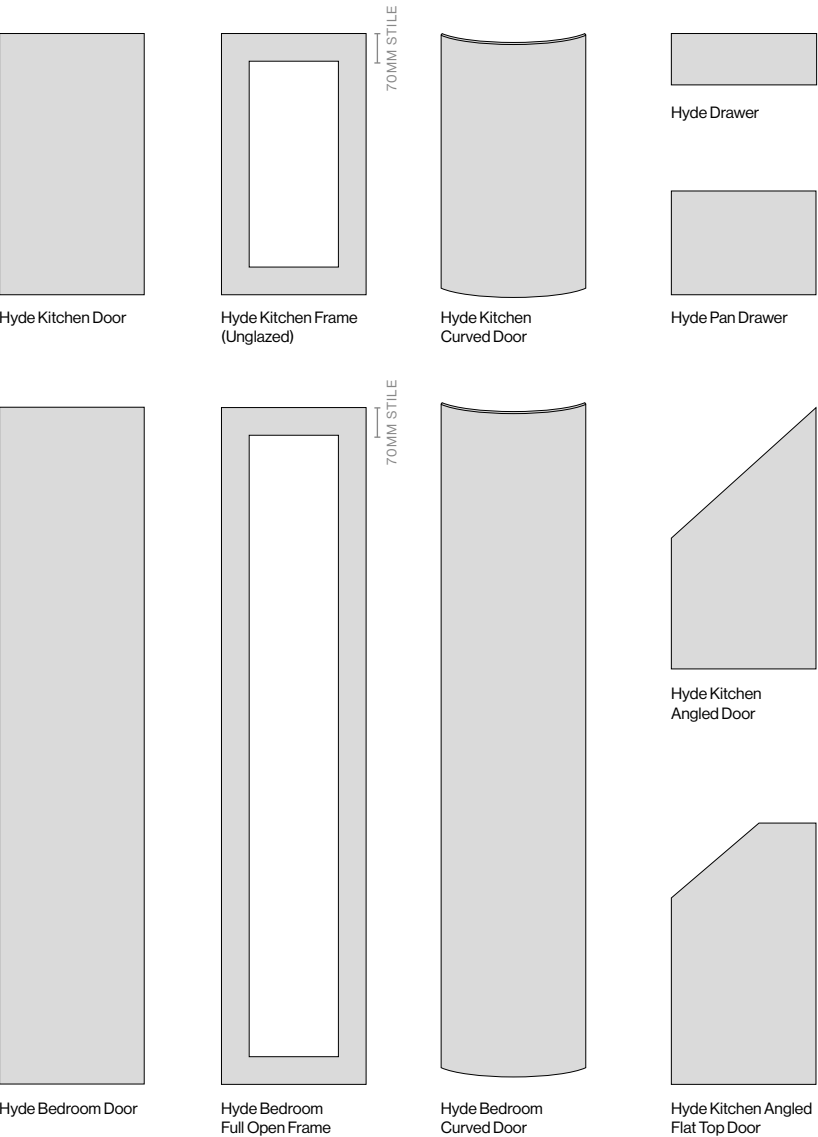 70MM STILE
Hyde Drawer
Hyde Kitchen Door
Hyde Kitchen Frame
(Unglazed)
Hyde Kitchen
Curved Door
Hyde Pan Drawer
70MM STILE
Hyde Kitchen
Angled Door
Hyde Bedroom Door
Hyde Bedroom
Full Open Frame
Hyde Bedroom
Curved Door
Hyde Kitchen Angled
Flat Top Door